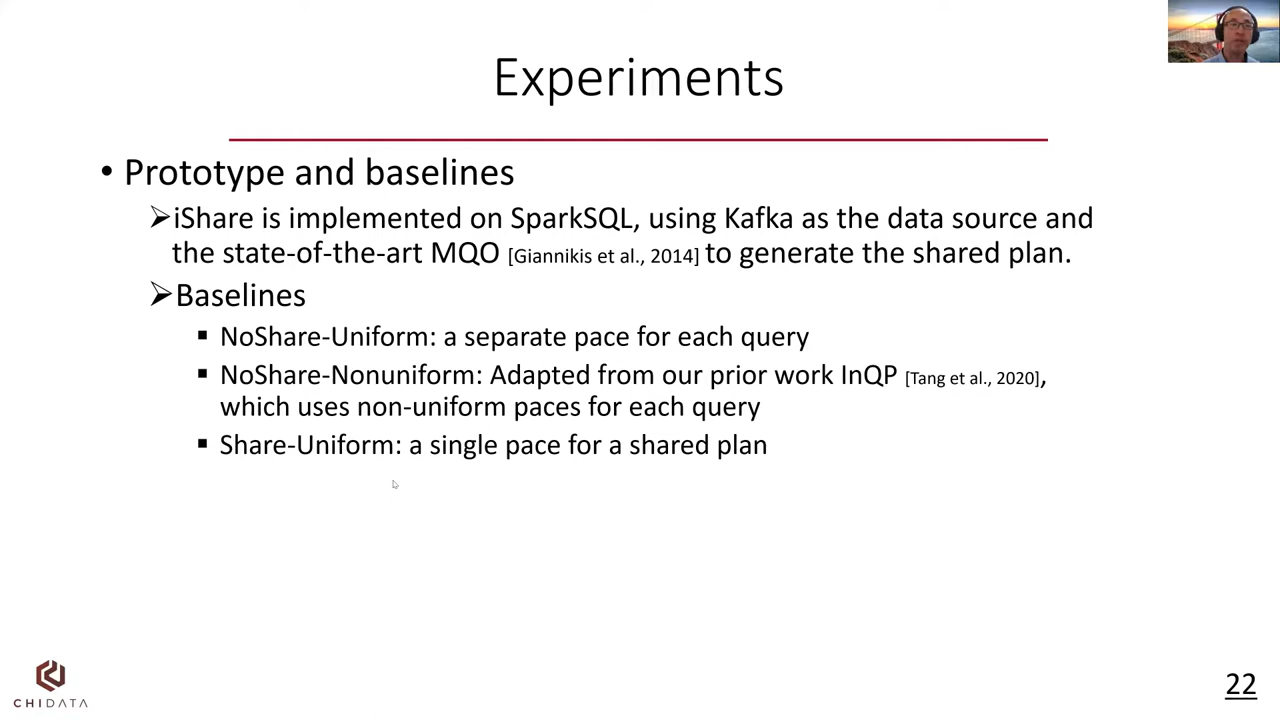 Experiments
• Prototype and baselines
➢iShare is implemented on SparkSQL, using Kafka as the data source and
the state-of-the-art MQO [Giannikis et al., 2014] to generate the shared plan.
➢Baselines
▪ NoShare-Uniform: a separate pace for each query
▪ NoShare-Nonuniform: Adapted from our prior work InQP [Tang et al., 2020],
which uses non-uniform paces for each query
▪ Share-Uniform: a single pace for a shared plan
CHIDATA
22